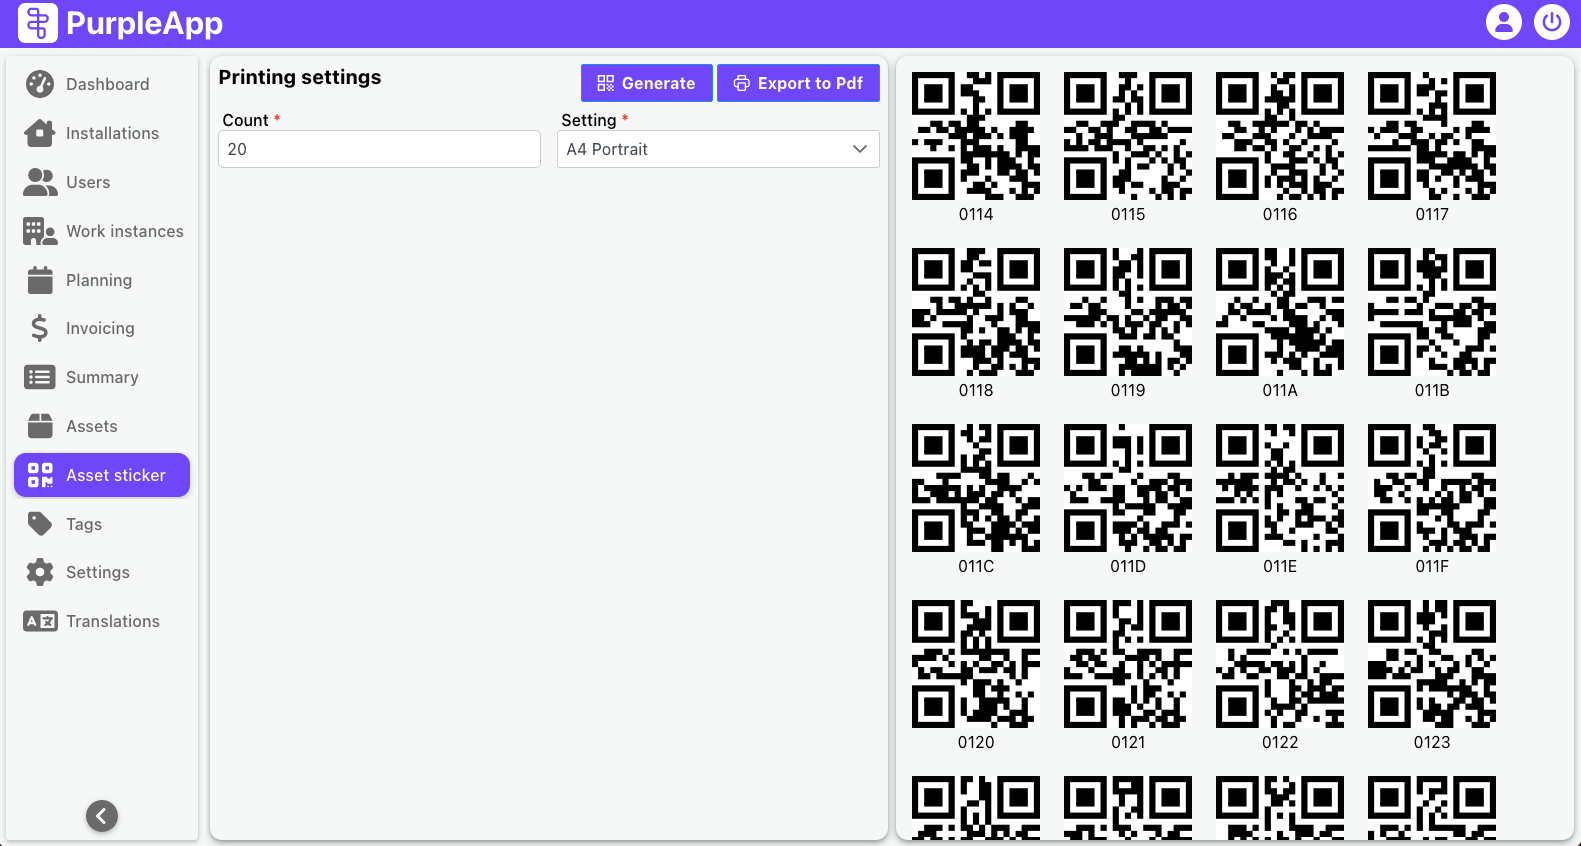 PurpleApp
Dashboard
Installations
Users
Work instances
Planning
Invoicing
Summary
Assets
Asset sticker
Tags
Settings
Translations
Printing settings
Generate
Export to Pdf
Count *
Setting *
20
A4 Portrait
0114 0115 0116 0117
0118 0119 011A 011B
011C 011D 011E 011F
0120 0121 0122 0123